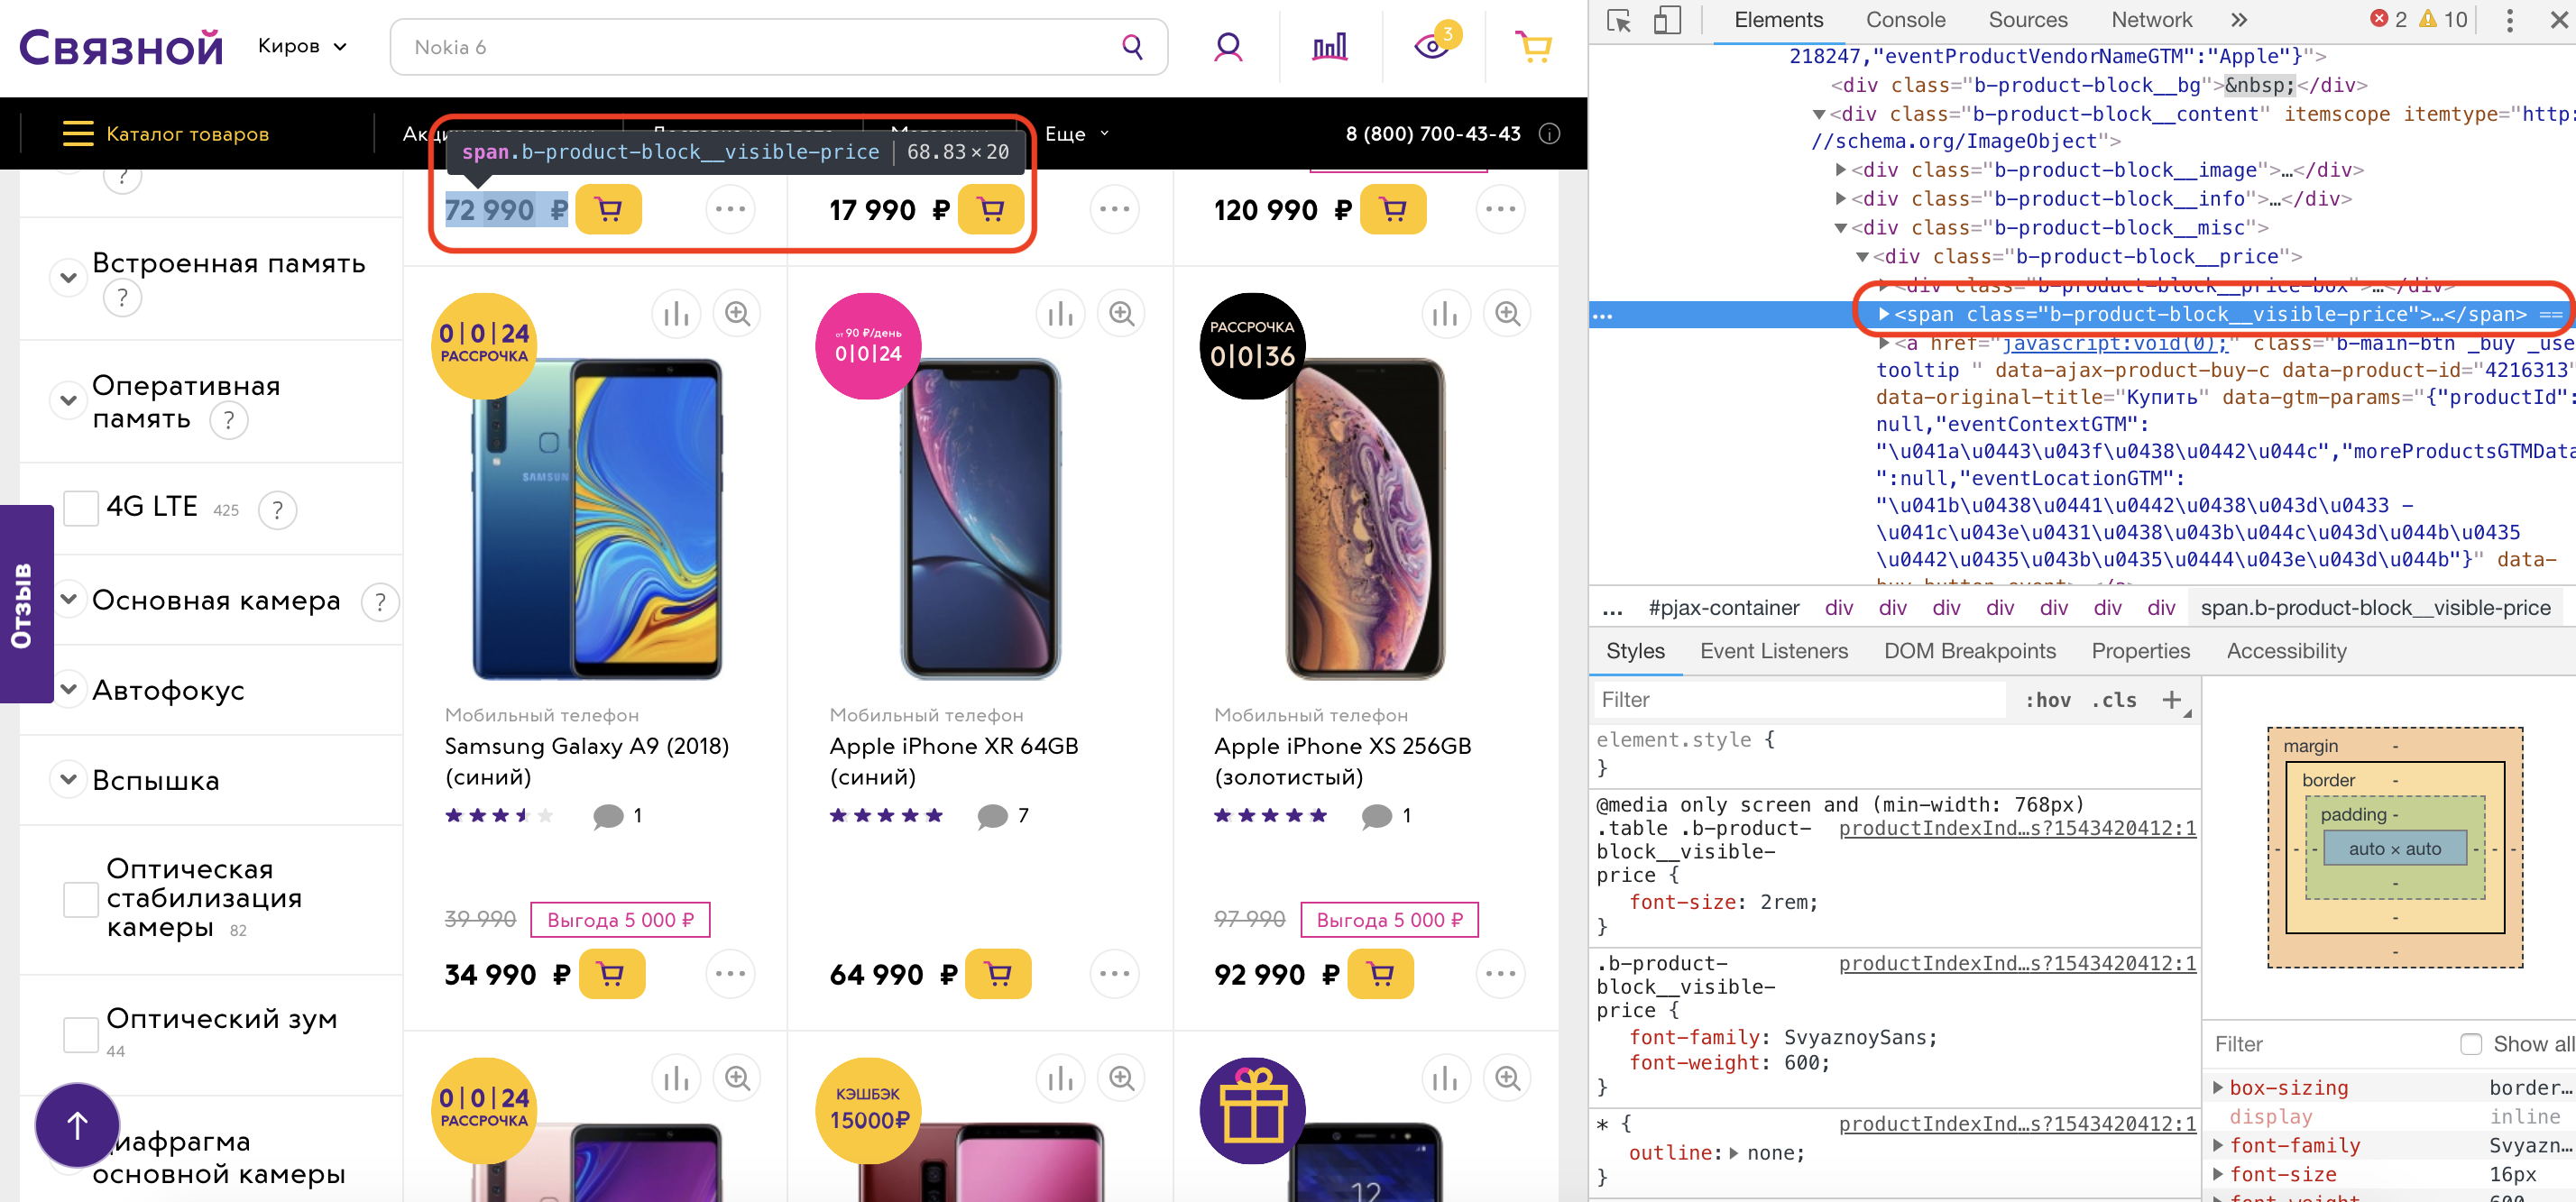 Связной
Киров
Nokia 6
3
Каталог товаров
Еще
8 (800) 700-43-43
span.b-product-block__visible-price | 68.83 × 20
?
72 990 ₽
17 990 ₽
120 990 ₽
Встроенная память
?
Оперативная
память ?
4G LTE 425 ?
Основная камера ?
Автофокус
Вспышка
Оптическая
стабилизация
камеры 82
Оптический зум
44
основной камеры
Отзыв
0|0|24
РАССРОЧКА
SAMSUNG
Мобильный телефон
Samsung Galaxy A9 (2018)
(синий)
1
39 990 Выгода 5 000 ₽
34 990 ₽
от 90 ₽/день
0|0|24
Мобильный телефон
Apple iPhone XR 64GB
(синий)
7
64 990 ₽
РАССРОЧКА
0|0|36
Мобильный телефон
Apple iPhone XS 256GB
(золотистый)
1
97 990 Выгода 5 000 ₽
92 990 ₽
0|0|24
РАССРОЧКА
КЭШБЭК
15000₽
12
Elements Console Sources Network » 2 10
218247,"eventProductVendorNameGTM":"Apple"}">
<div class="b-product-block__bg">&nbsp;</div>
▼<div class="b-product-block__content" itemscope itemtype="http:
//schema.org/ImageObject">
▶<div class="b-product-block__image">…</div>
▶<div class="b-product-block__info">…</div>
▼<div class="b-product-block__misc">
▼<div class="b-product-block__price">
▶<div class="b-product-block__price-box">…</div>
… ▶<span class="b-product-block__visible-price">…</span> ==
▶<a href="javascript:void(0);" class="b-main-btn _buy _use
tooltip " data-ajax-product-buy-c data-product-id="4216313"
data-original-title="Купить" data-gtm-params="{"productId":
null,"eventContextGTM":
"\u041a\u0443\u043f\u0438\u0442\u044c","moreProductsGTMData
":null,"eventLocationGTM":
"\u041b\u0438\u0441\u0442\u0438\u043d\u0433 –
\u041c\u043e\u0431\u0438\u043b\u044c\u043d\u044b\u0435
\u0442\u0435\u043b\u0435\u0444\u043e\u043d\u044b"}" data-
… #pjax-container div div div div div div div span.b-product-block__visible-price
Styles Event Listeners DOM Breakpoints Properties Accessibility
Filter :hov .cls +
element.style {
}
@media only screen and (min-width: 768px)
.table .b-product- productIndexInd…s?1543420412:1
block__visible-
price {
font-size: 2rem;
}
.b-product- productIndexInd…s?1543420412:1
block__visible-
price {
font-family: SvyaznoySans;
font-weight: 600;
}
* { productIndexInd…s?1543420412:1
outline:▶ none;
}
margin -
border -
padding -
- - - auto × auto - - -
-
-
-
Filter Show all
▶ box-sizing border…
display inline
▶ font-family Svyazn…
▶ font-size 16px